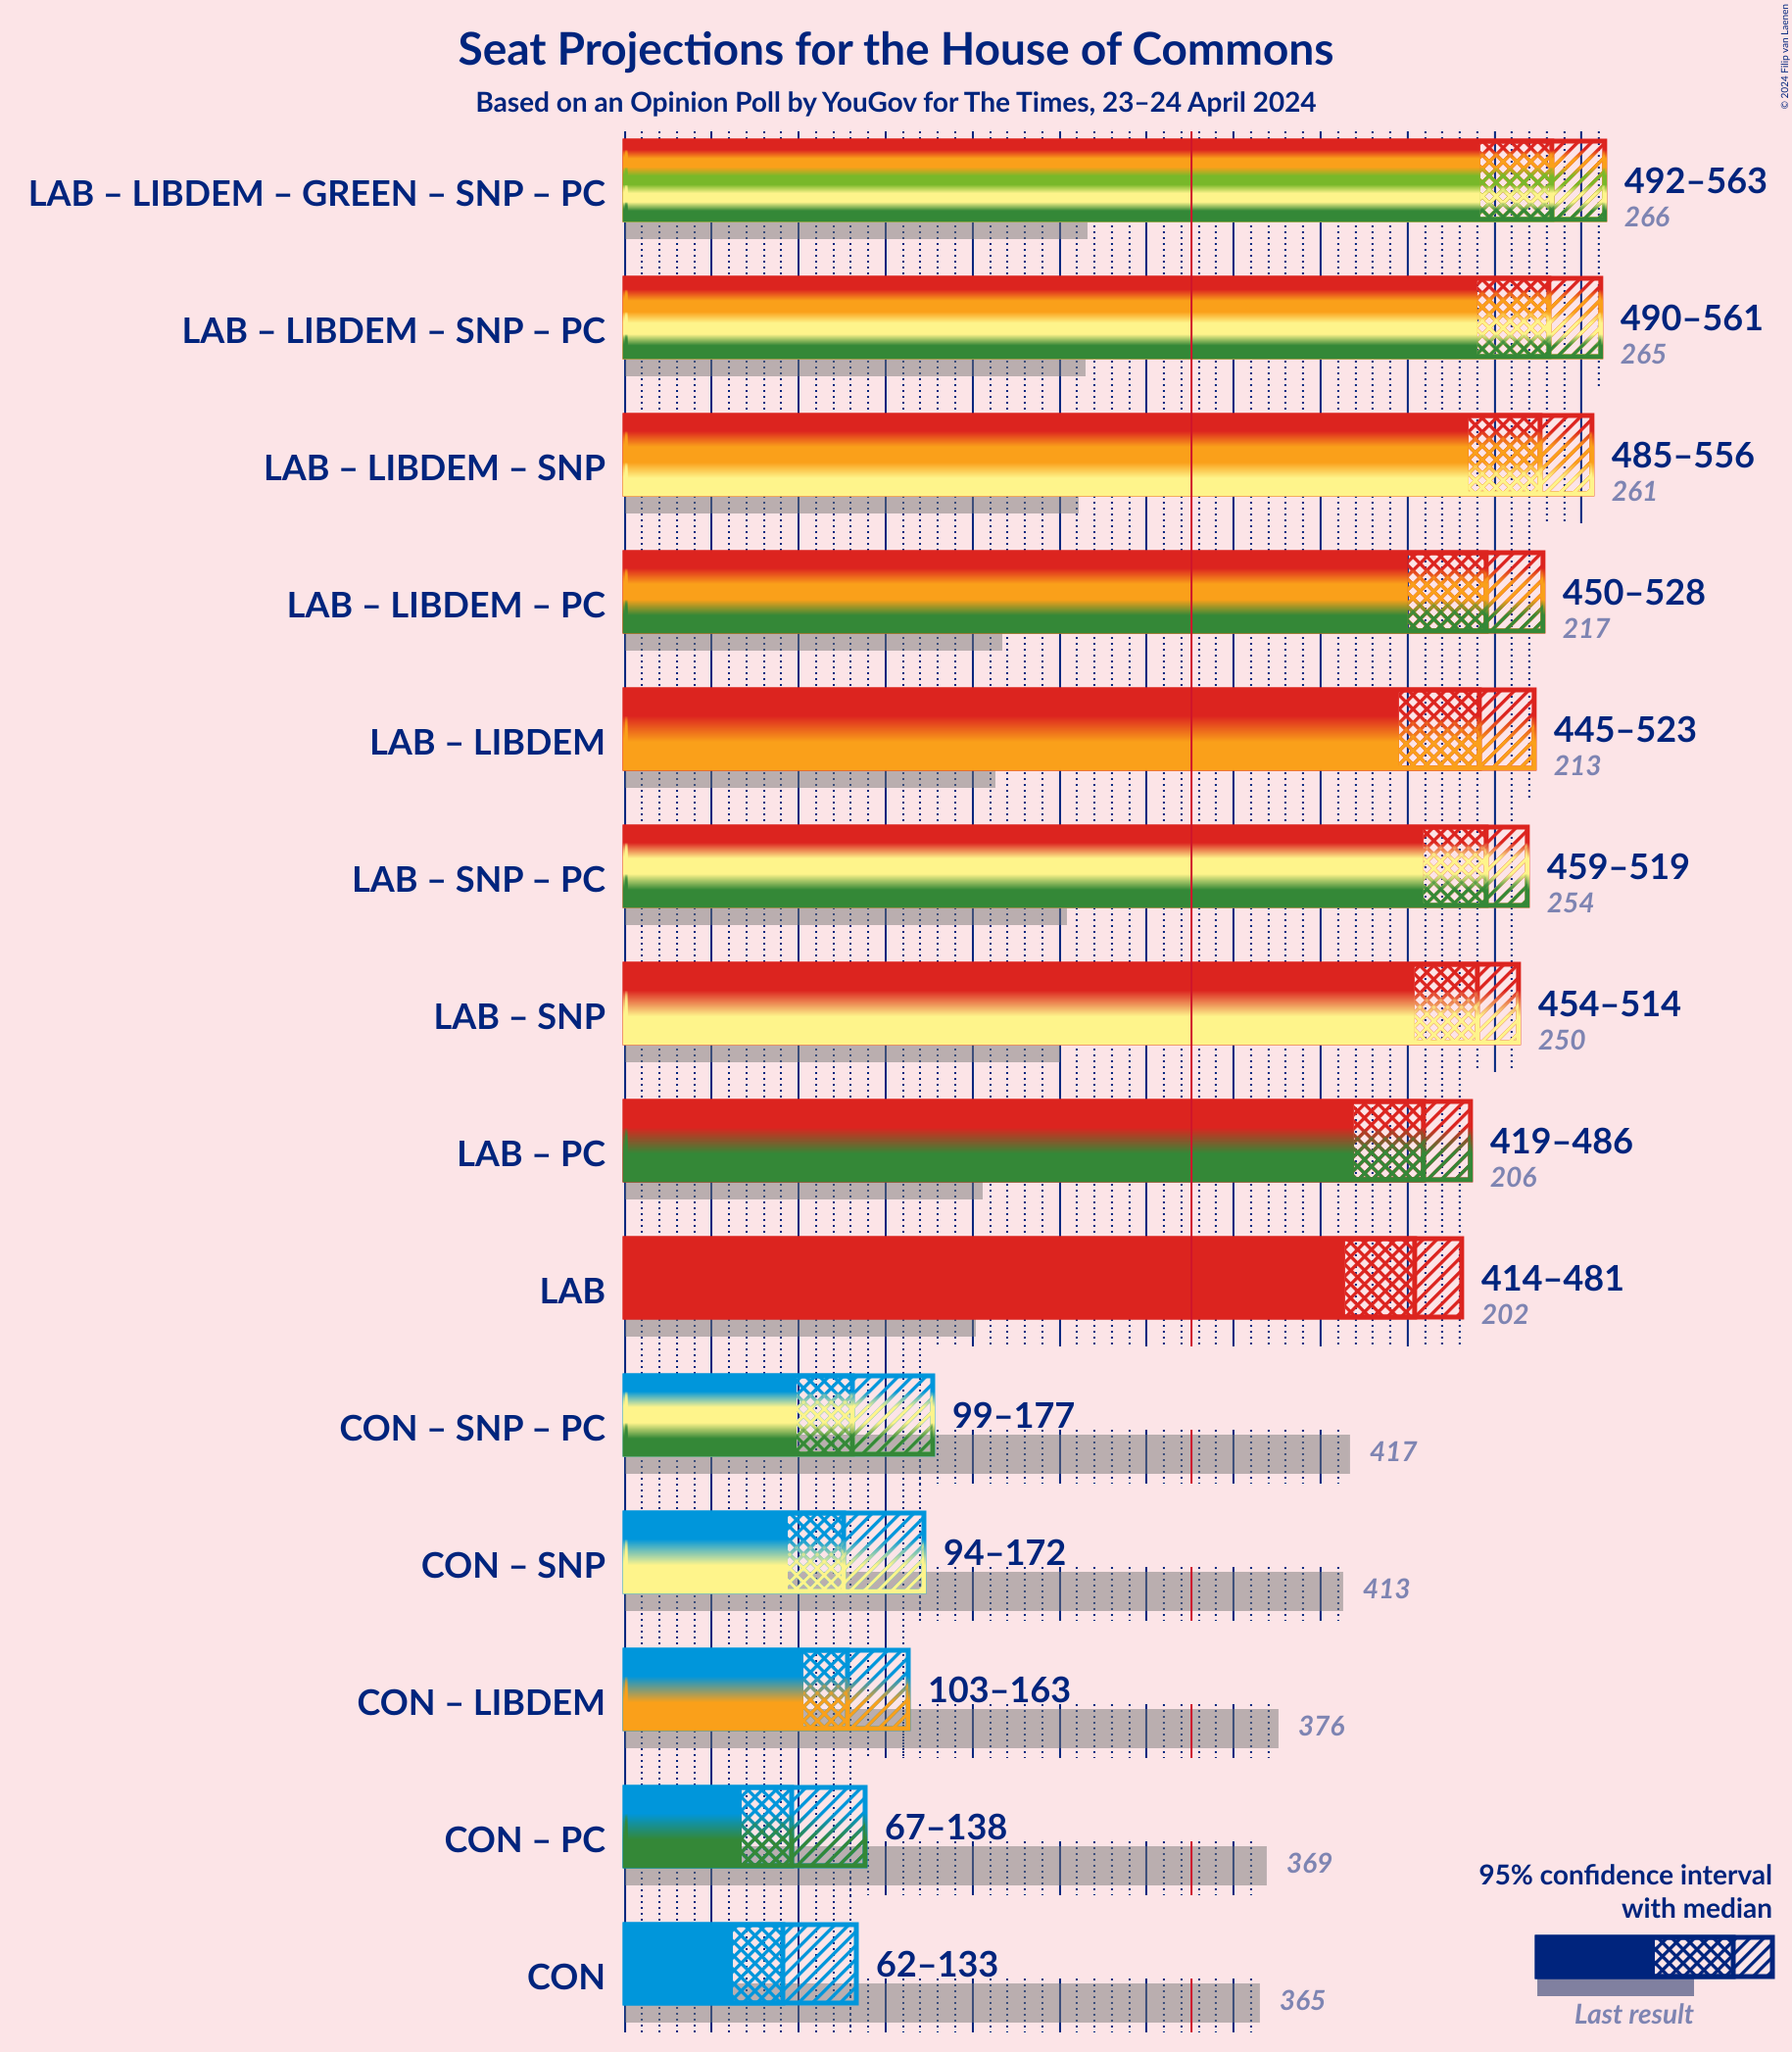 Seat Projections for the House of Commons
Based on an Opinion Poll by YouGov for The Times, 23–24 April 2024
© 2024 Filip van Laenen
LAB – LIBDEM – GREEN – SNP – PC
492–563
266
LAB – LIBDEM – SNP – PC
490–561
265
LAB – LIBDEM – SNP
485–556
261
LAB – LIBDEM – PC
450–528
217
LAB – LIBDEM
445–523
213
LAB – SNP – PC
459–519
254
LAB – SNP
454–514
250
LAB – PC
419–486
206
LAB
414–481
202
CON – SNP – PC
99–177
417
CON – SNP
94–172
413
CON – LIBDEM
103–163
376
CON – PC
67–138
369
CON
62–133
365
95% confidence interval
with median
Last result